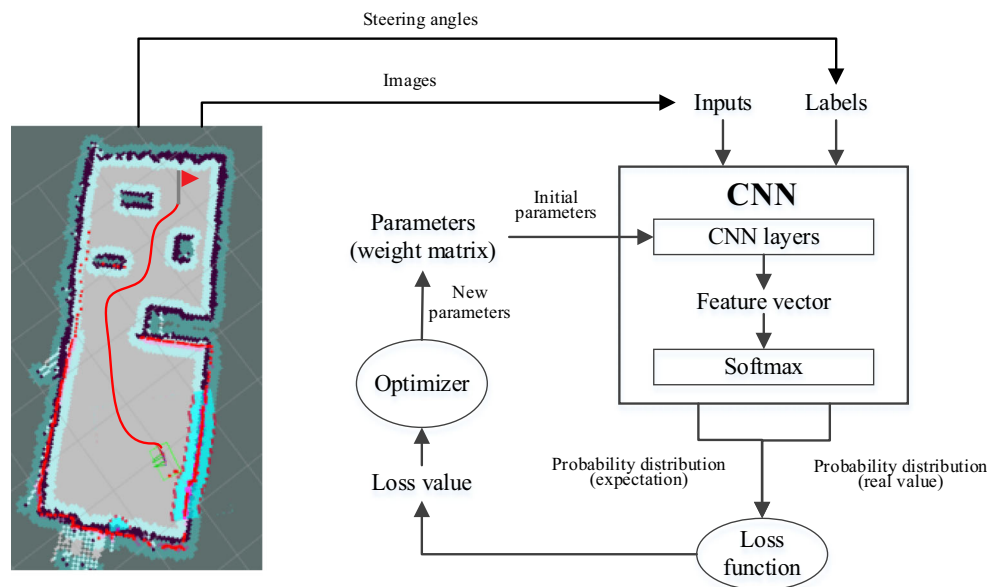 Steering angles
Images
Inputs
Labels
CNN
Initial
parameters
Parameters
(weight matrix)
CNN layers
Feature vector
New
parameters
Softmax
Optimizer
Probability distribution
(expectation)
Probability distribution
(real value)
Loss value
Loss
function